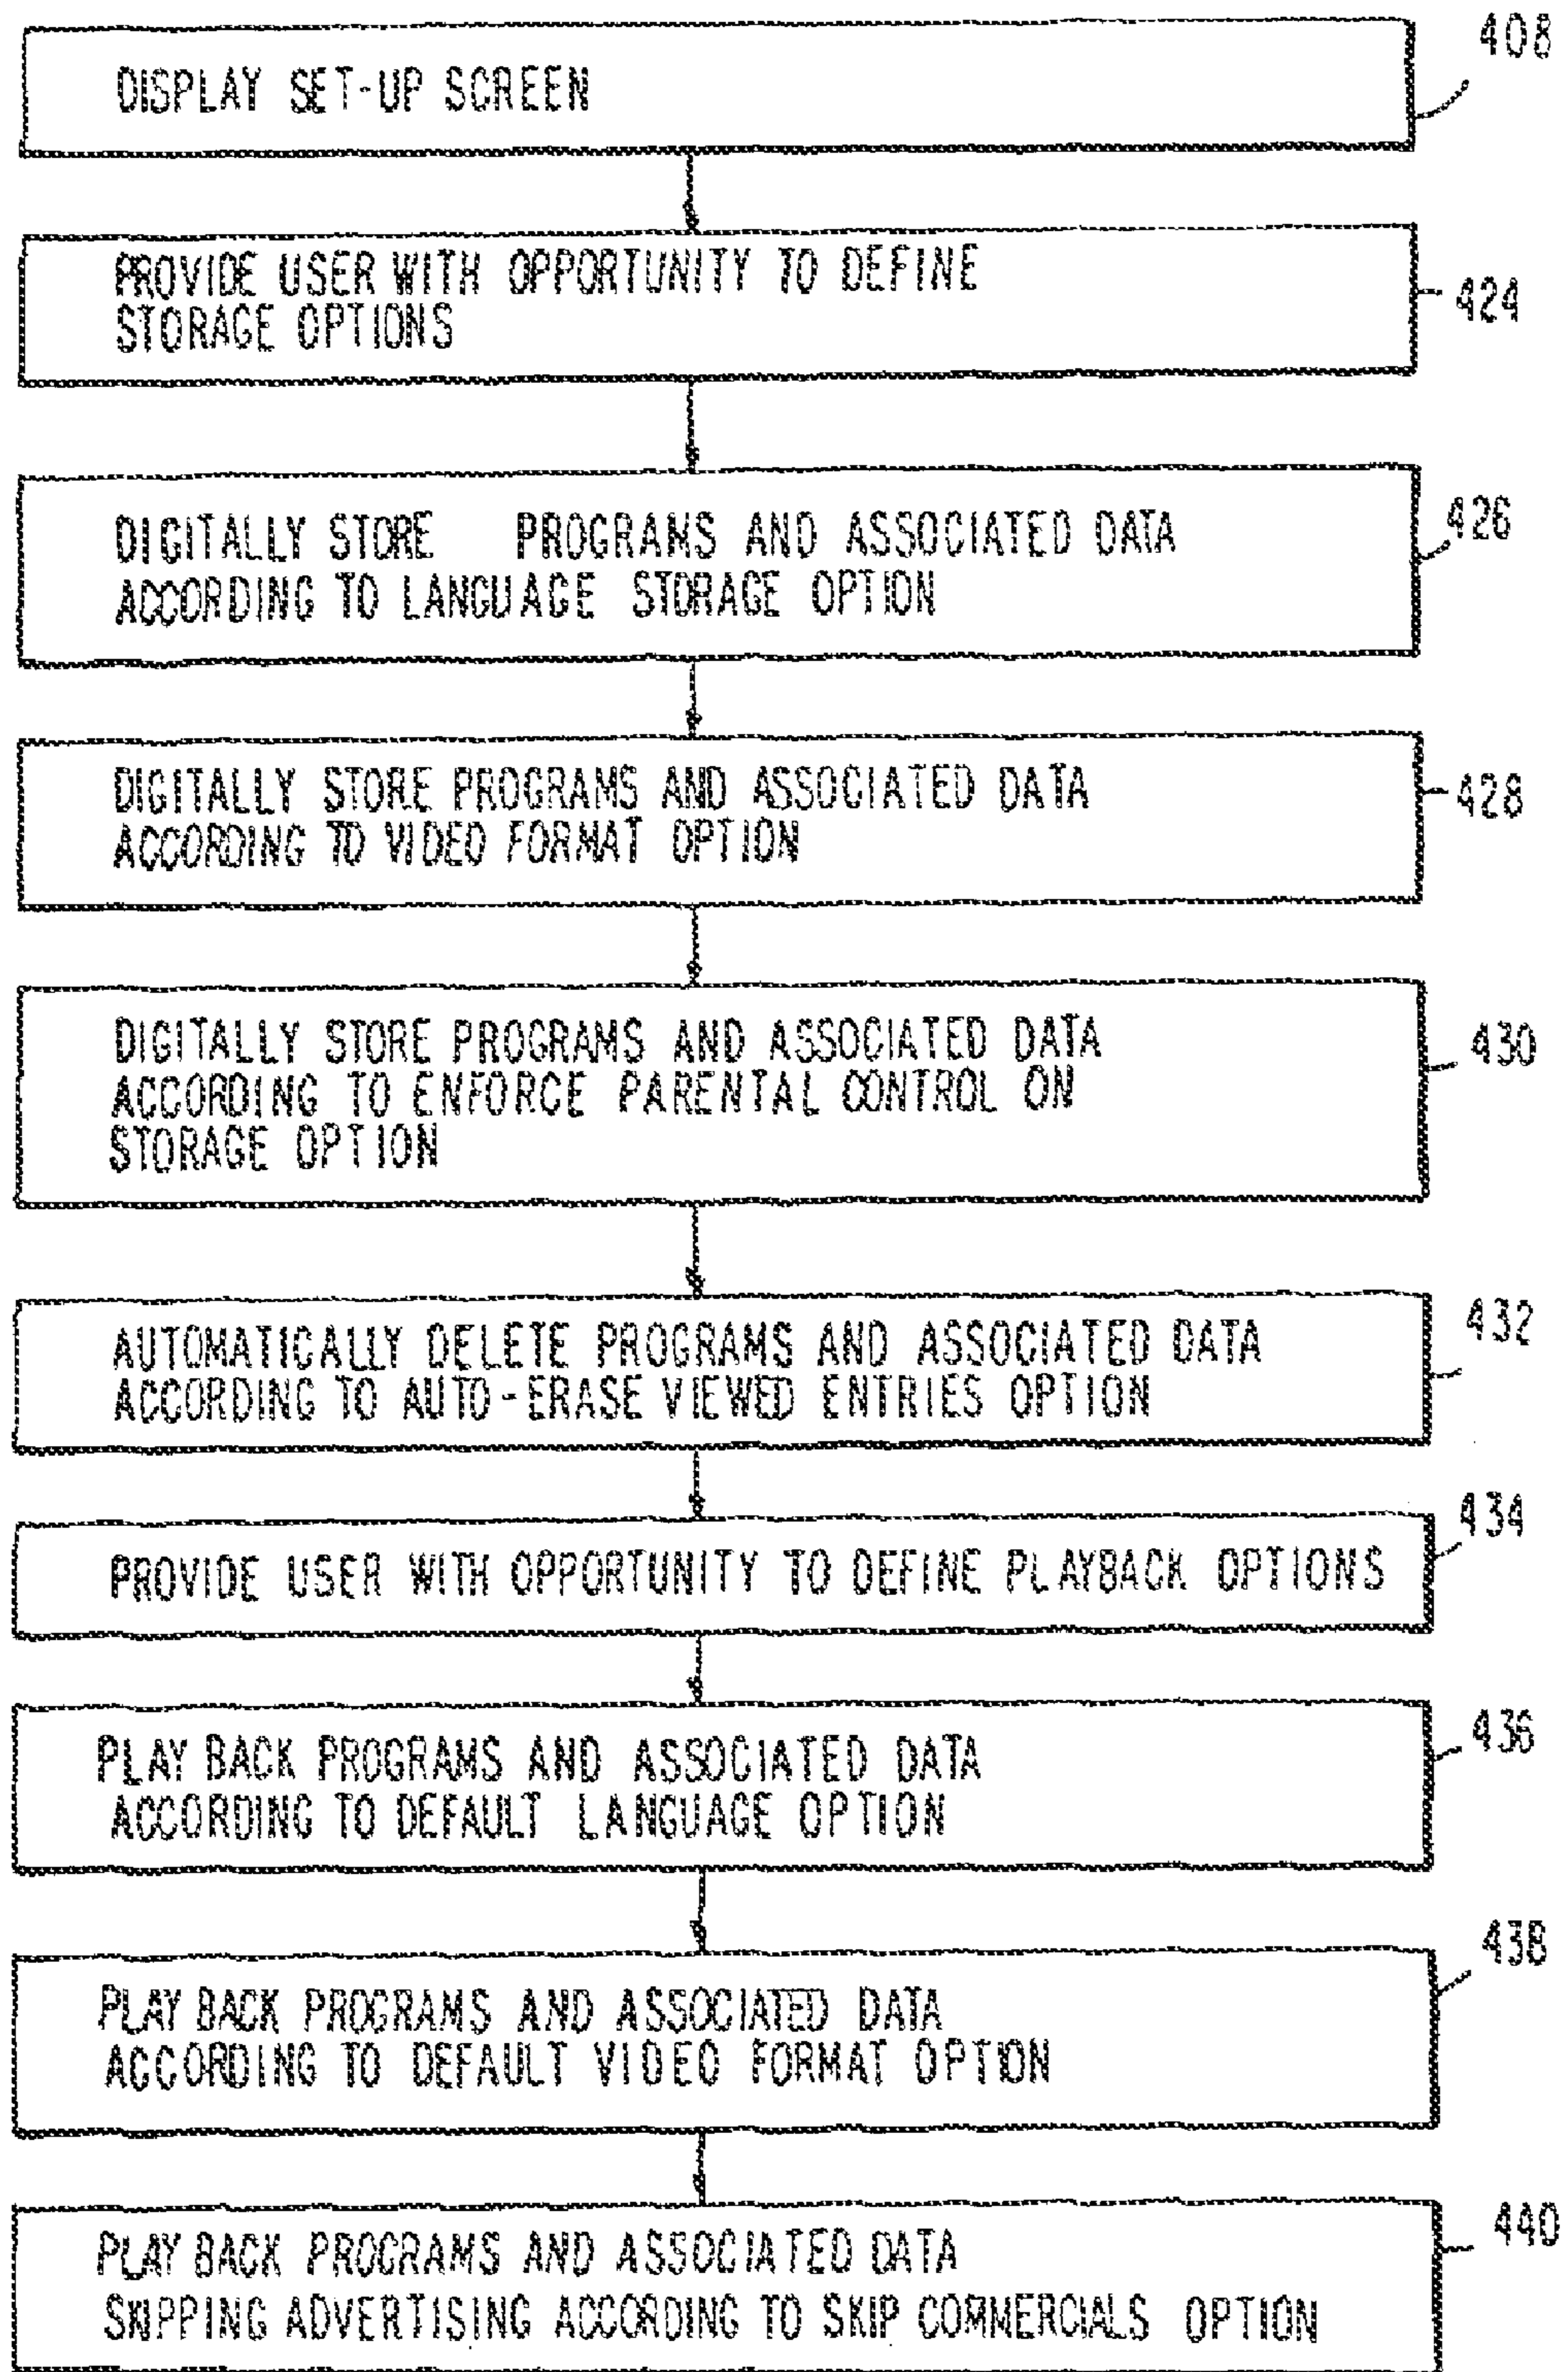 408
DISPLAY SET-UP SCREEN
PROVIDE USER WITH OPPORTUNITY TO DEFINE
STORAGE OPTIONS
424
DIGITALLY STORE PROGRAMS AND ASSOCIATED DATA
ACCORDING TO LANGUAGE STORAGE OPTION
426
DIGITALLY STORE PROGRAMS AND ASSOCIATED DATA
ACCORDING TO VIDEO FORMAT OPTION
428
DIGITALLY STORE PROGRAMS AND ASSOCIATED DATA
ACCORDING TO ENFORCE PARENTAL CONTROL ON
STORAGE OPTION
430
AUTOMATICALLY DELETE PROGRAMS AND ASSOCIATED DATA
ACCORDING TO AUTO-ERASE VIEWED ENTRIES OPTION
432
PROVIDE USER WITH OPPORTUNITY TO DEFINE PLAYBACK OPTIONS
434
PLAY BACK PROGRAMS AND ASSOCIATED DATA
ACCORDING TO DEFAULT LANGUAGE OPTION
436
PLAY BACK PROGRAMS AND ASSOCIATED DATA
ACCORDING TO DEFAULT VIDEO FORMAT OPTION
438
PLAY BACK PROGRAMS AND ASSOCIATED DATA
SKIPPING ADVERTISING ACCORDING TO SKIP COMMERCIALS OPTION
440